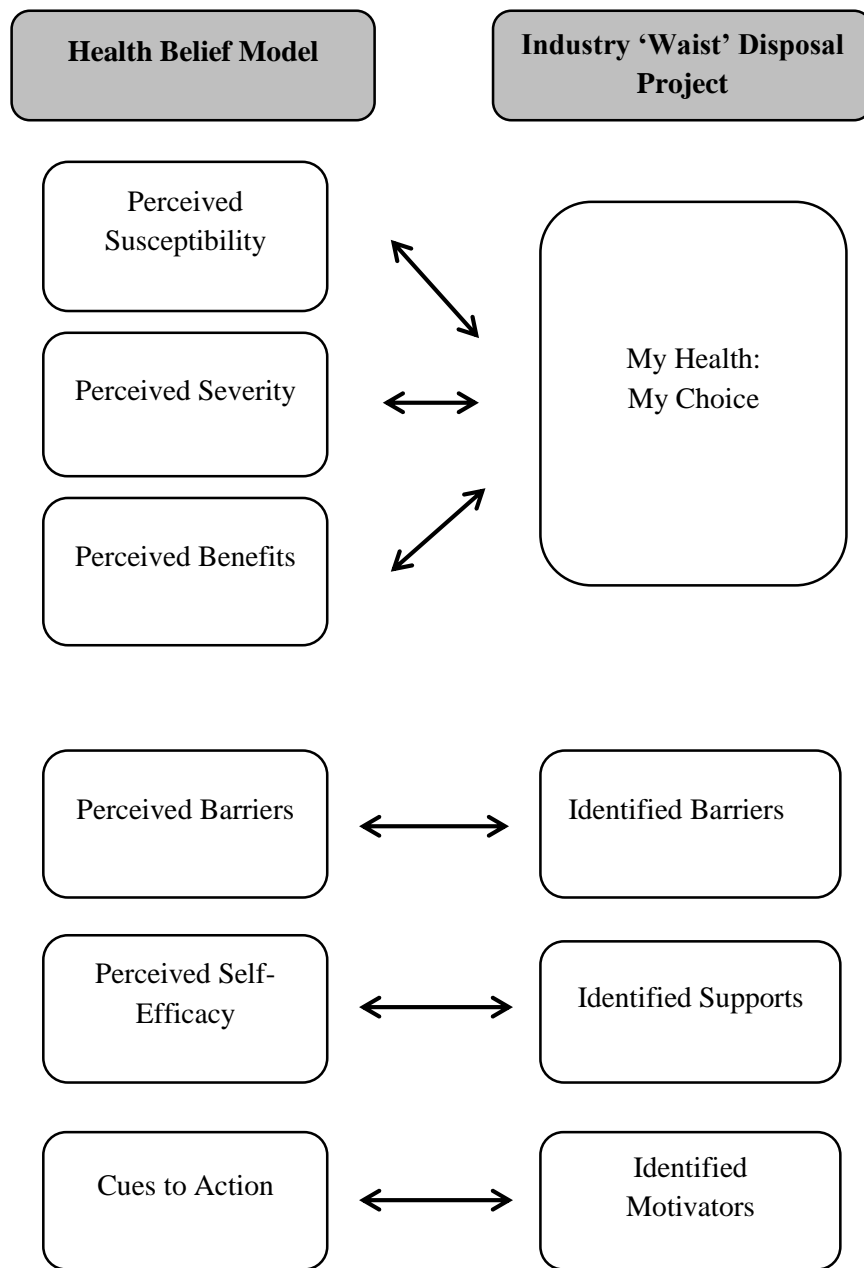 Health Belief Model
Industry ‘Waist’ Disposal
Project
Perceived
Susceptibility
Perceived Severity
Perceived Benefits
My Health:
My Choice
Perceived Barriers
Identified Barriers
Perceived Self-
Efficacy
Identified Supports
Cues to Action
Identified
Motivators